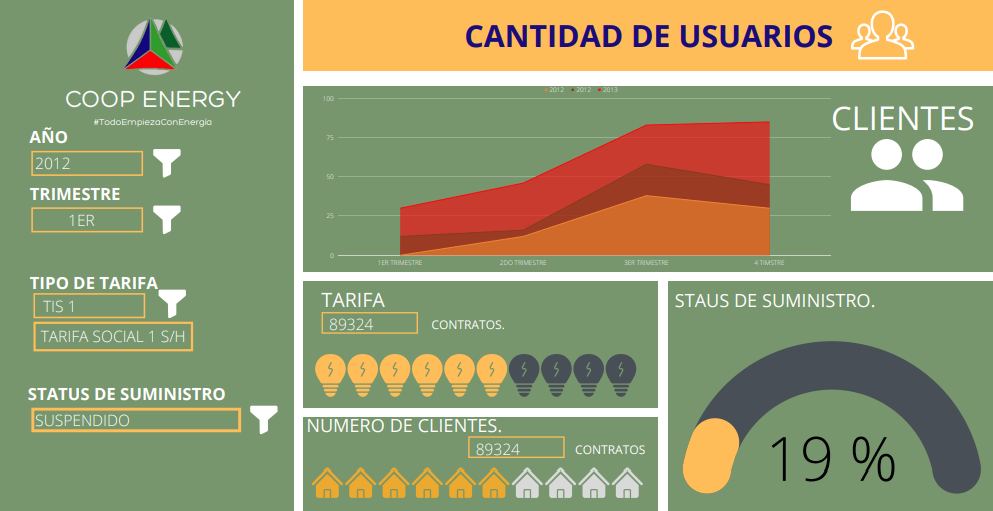 COOP ENERGY
#TodoEmpiezaConEnergía
AÑO
2012
TRIMESTRE
1ER
TIPO DE TARIFA
TIS 1
TARIFA SOCIAL 1 S/H
STATUS DE SUMINISTRO
SUSPENDIDO
CANTIDAD DE USUARIOS
2012 2012 2013
100
75
50
25
0
1ER TRIMESTRE 2DO TRIMESTRE 3ER TRIMESTRE 4 TIMSTRE
CLIENTES
TARIFA
89324 CONTRATOS.
NUMERO DE CLIENTES.
89324 CONTRATOS
STAUS DE SUMINISTRO.
19 %